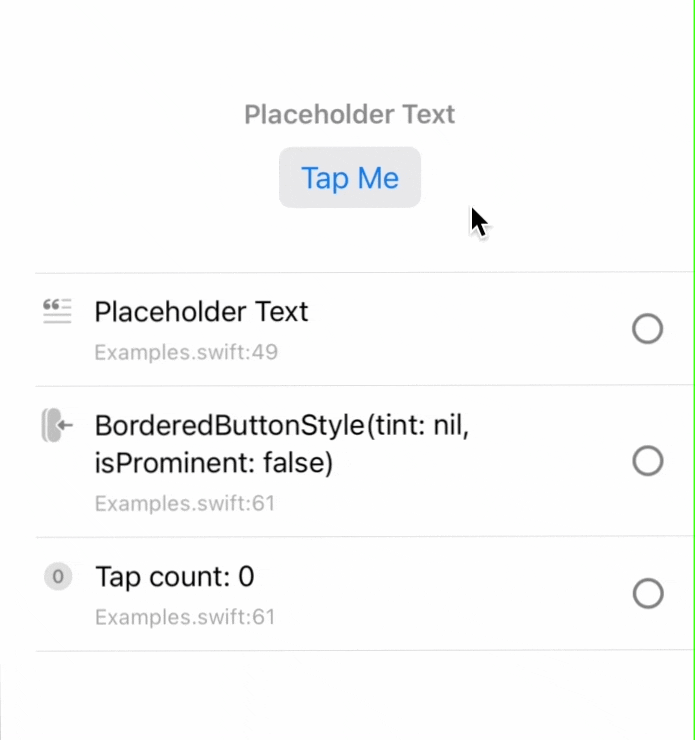 Placeholder Text
Tap Me
Placeholder Text
Examples.swift:49
BorderedButtonStyle(tint: nil,
isProminent: false)
Examples.swift:61
0 Tap count: 0
Examples.swift:61